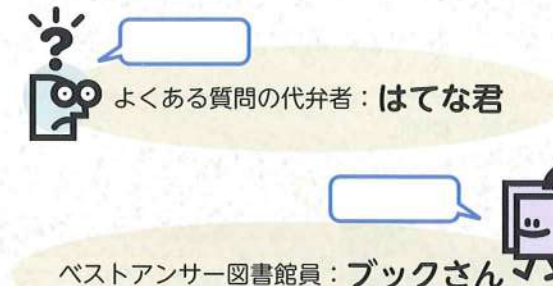 ?
よくある質問の代弁者：はてな君
ベストアンサー図書館員：ブックさん